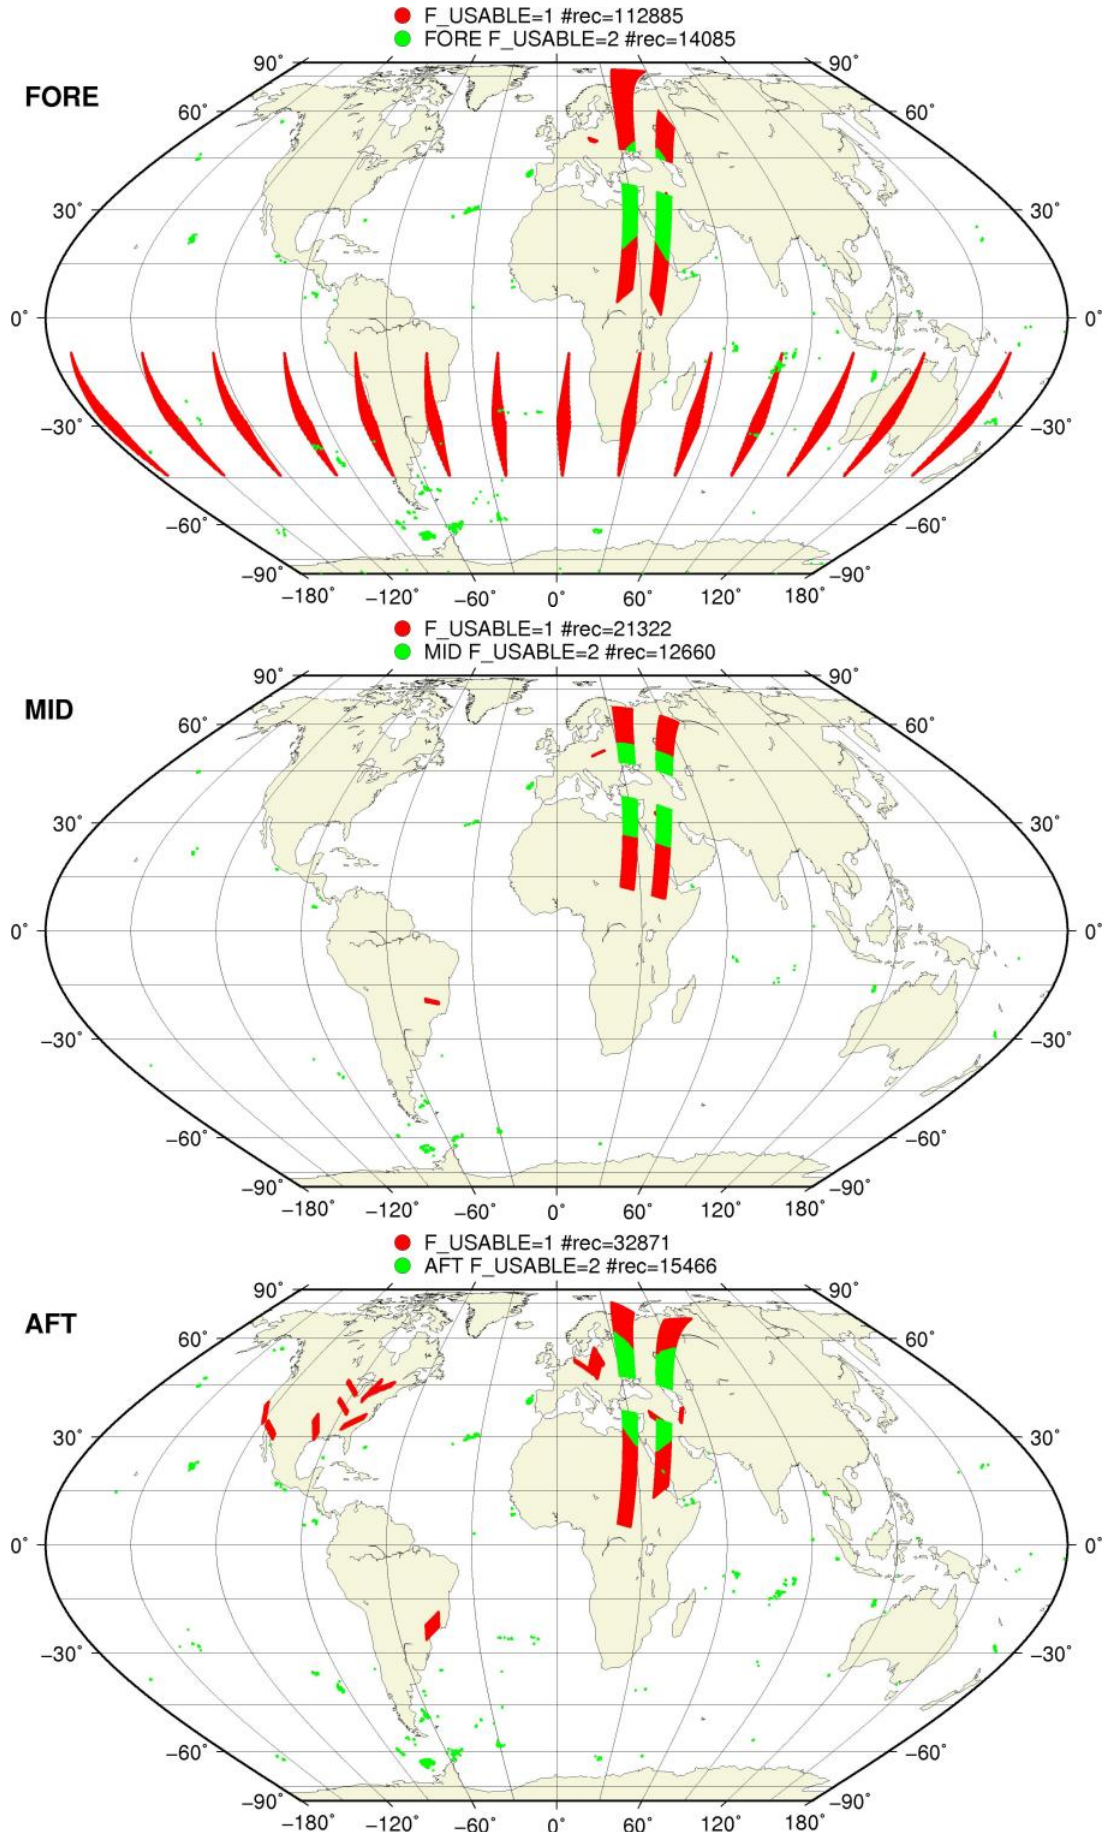 F_USABLE=1 #rec=112885
FORE F_USABLE=2 #rec=14085
FORE
90° 90°
60° 60°
30° 30°
0° 0°
−30° −30°
−60° −60°
−90° −90°
−180° −120° −60° 0° 60° 120° 180°
F_USABLE=1 #rec=21322
MID F_USABLE=2 #rec=12660
MID
90° 90°
60° 60°
30° 30°
0° 0°
−30° −30°
−60° −60°
−90° −90°
−180° −120° −60° 0° 60° 120° 180°
F_USABLE=1 #rec=32871
AFT F_USABLE=2 #rec=15466
AFT
90° 90°
60° 60°
30° 30°
0° 0°
−30° −30°
−60° −60°
−90° −90°
−180° −120° −60° 0° 60° 120° 180°